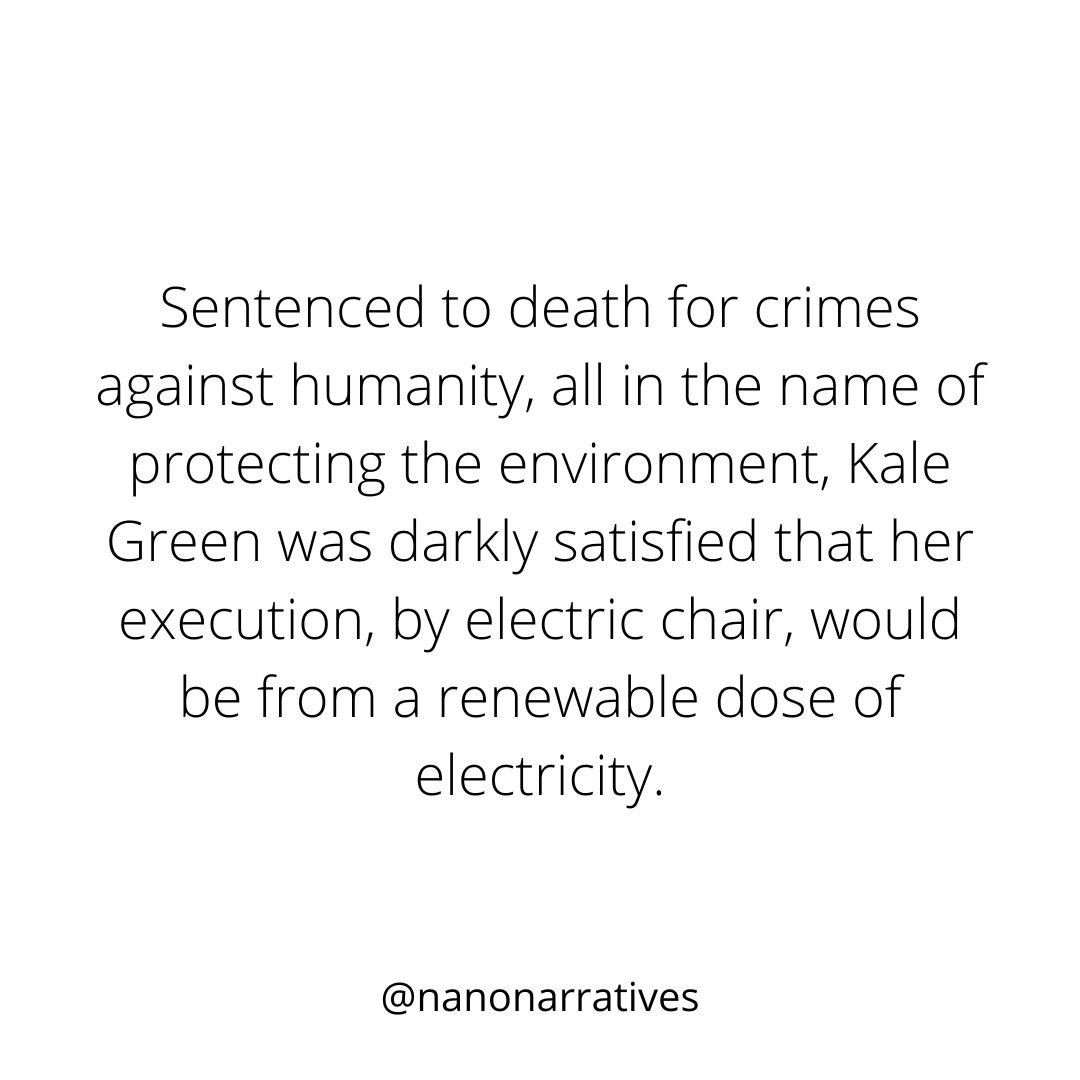 Sentenced to death for crimes
against humanity, all in the name of
protecting the environment, Kale
Green was darkly satisfied that her
execution, by electric chair, would
be from a renewable dose of
electricity.
@nanonarratives